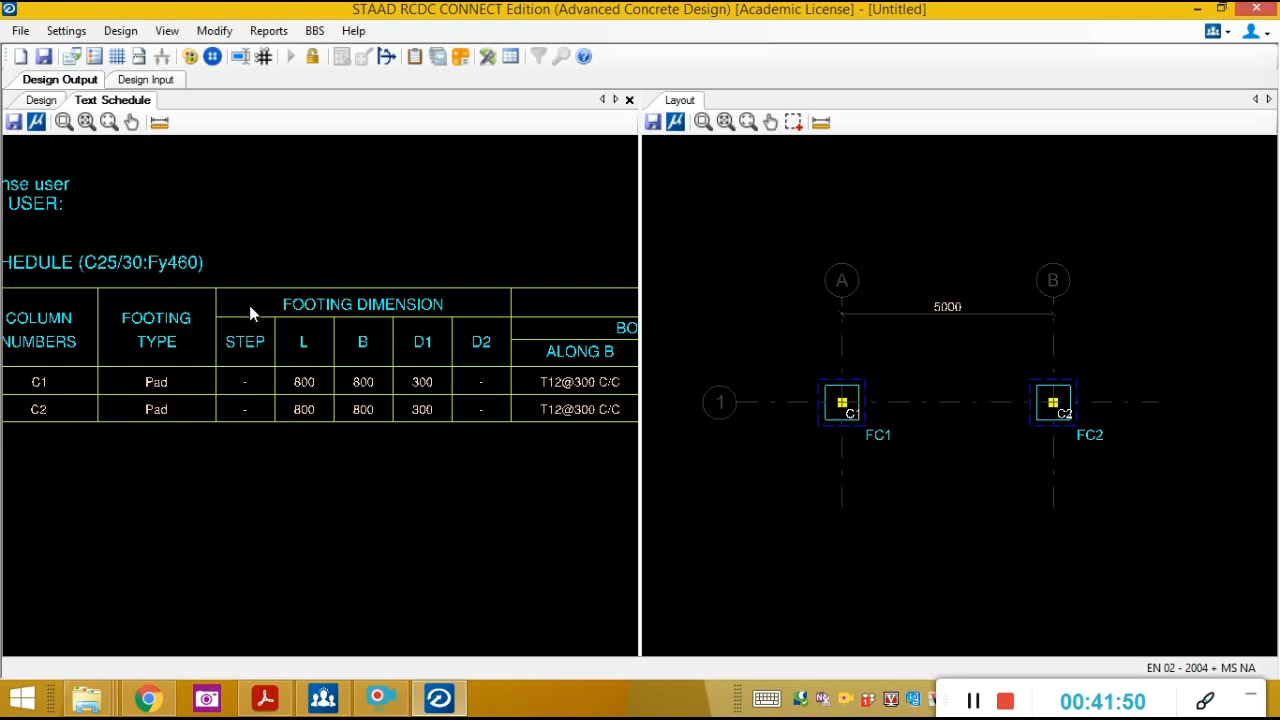 STAAD RCDC CONNECT Edition (Advanced Concrete Design) [Academic License] - [Untitled]
File Settings Design View Modify Reports BBS Help
Design Output Design Input
Design Text Schedule
Layout
nse user
USER:
HEDULE (C25/30:Fy460)
COLUMN NUMBERS
FOOTING TYPE
FOOTING DIMENSION
STEP L B D1 D2
BO
ALONG B
C1 Pad - 800 800 300 - T12@300 C/C
C2 Pad - 800 800 300 - T12@300 C/C
A B
5000
1
C1 C2
FC1 FC2
EN 02 - 2004 + MS NA
00:41:50